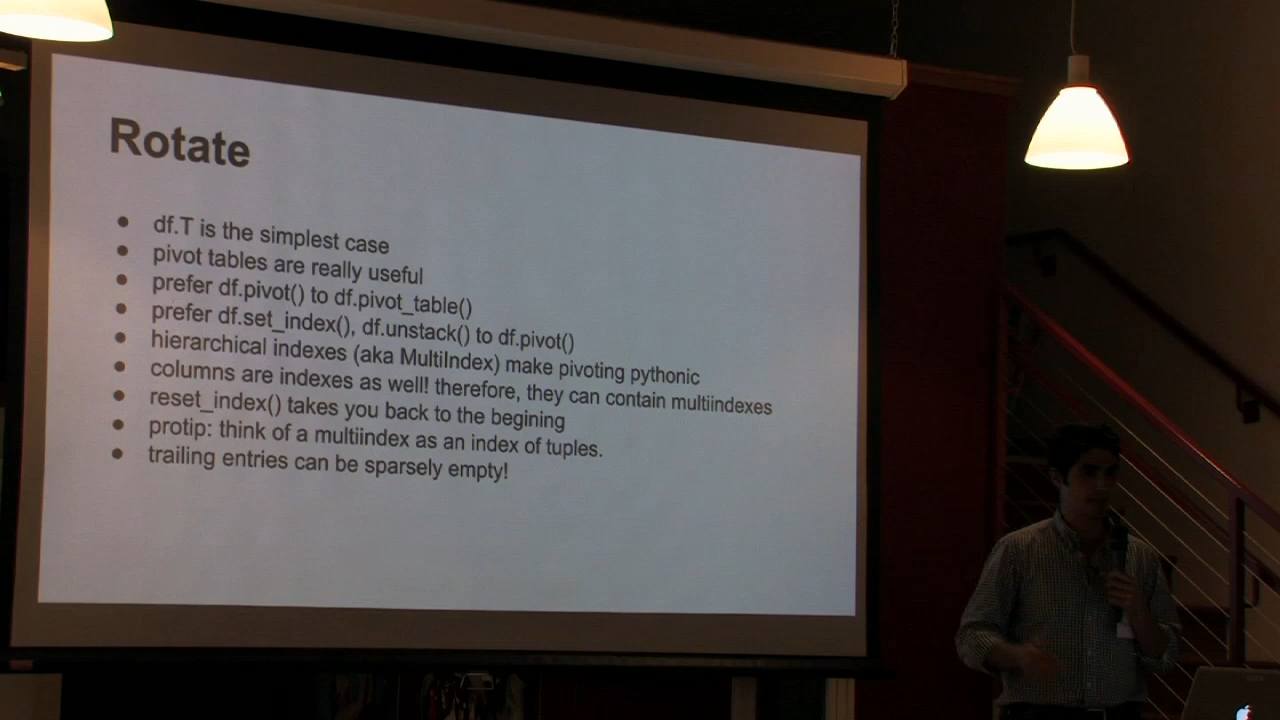 Rotate
● df.T is the simplest case
● pivot tables are really useful
● prefer df.pivot() to df.pivot_table()
● prefer df.set_index(), df.unstack() to df.pivot()
● hierarchical indexes (aka MultiIndex) make pivoting pythonic
● columns are indexes as well! therefore, they can contain multiindexes
● reset_index() takes you back to the begining
● protip: think of a multiindex as an index of tuples.
● trailing entries can be sparsely empty!